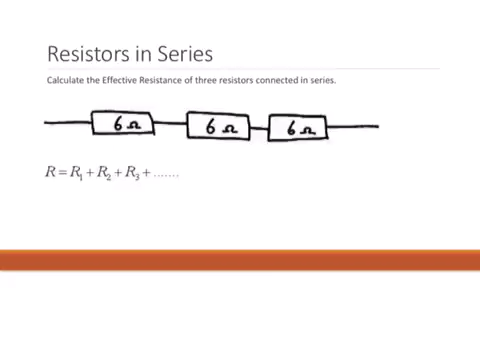 Resistors in Series
Calculate the Effective Resistance of three resistors connected in series.
6 Ω 6 Ω 6 Ω
R = R₁ + R₂ + R₃ + .......